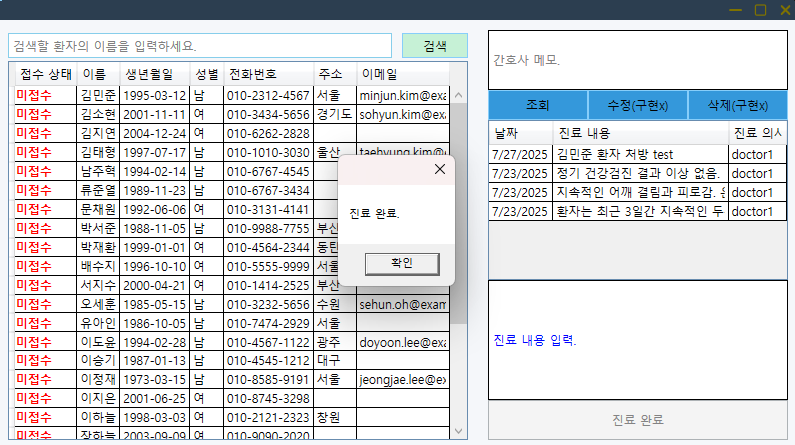 검색할 환자의 이름을 입력하세요. 검색
접수 상태 이름 생년월일 성별 전화번호 주소 이메일
미접수 김민준 1995-03-12 남 010-2312-4567 서울 minjun.kim@exa
미접수 김소현 2001-11-11 여 010-3434-5656 경기도 sohyun.kim@exa
미접수 김지연 2004-12-24 여 010-6262-2828
미접수 김태형 1997-07-17 남 010-1010-3030 울산 taehyung.kim@e
미접수 남주혁 1994-02-14 남 010-6767-4545
미접수 류준열 1989-11-23 남 010-6767-3434
미접수 문채원 1992-06-06 여 010-3131-4141
미접수 박서준 1988-11-05 남 010-9988-7755 부산
미접수 박재환 1999-01-01 여 010-4564-2344 동탄
미접수 배수지 1996-10-10 여 010-5555-9999 서울
미접수 서지수 2000-04-21 여 010-1414-2525 부산
미접수 오세훈 1985-05-15 남 010-3232-5656 수원 sehun.oh@exam
미접수 유아인 1986-10-05 남 010-7474-2929 서울
미접수 이도윤 1994-02-28 남 010-4567-1122 광주 doyoon.lee@exa
미접수 이승기 1987-01-13 남 010-4545-1212 대구
미접수 이정재 1973-03-15 남 010-8585-9191 서울 jeongjae.lee@exa
미접수 이지은 2001-06-25 여 010-8745-3298
미접수 이하늘 1998-03-03 여 010-2121-2323 창원
미접수 장하늘 2003-09-09 여 010-9090-2020
진료 완료.
확인
간호사 메모.
조회 수정(구현x) 삭제(구현x)
날짜 진료 내용 진료 의사
7/27/2025 김민준 환자 처방 test doctor1
7/23/2025 정기 건강검진 결과 이상 없음. doctor1
7/23/2025 지속적인 어깨 결림과 피로감. doctor1
7/23/2025 환자는 최근 3일간 지속적인 두 doctor1
진료 내용 입력.
진료 완료